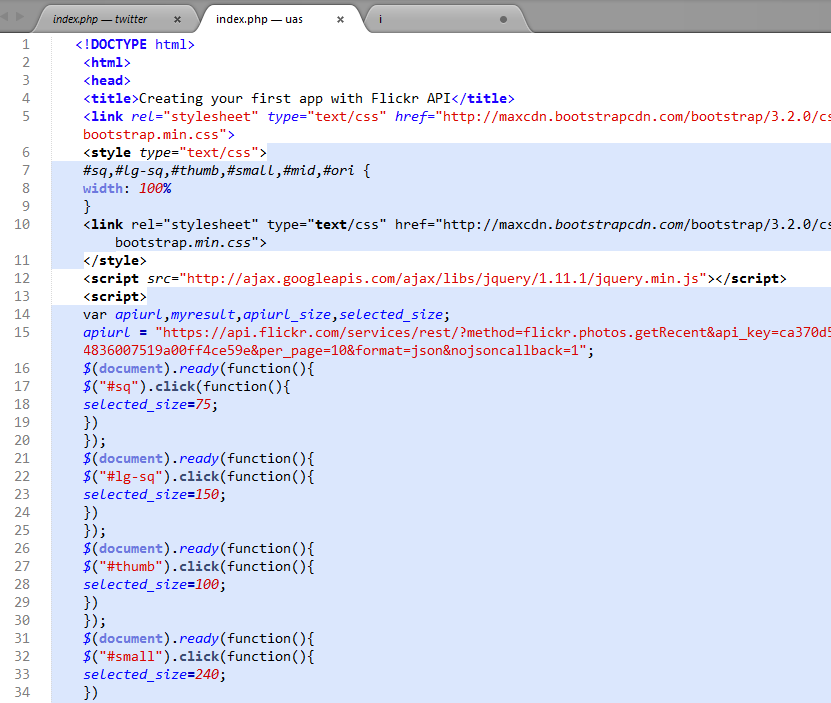 index.php — twitter × index.php — uas × i
1 <!DOCTYPE html>
2 <html>
3 <head>
4 <title>Creating your first app with Flickr API</title>
5 <link rel="stylesheet" type="text/css" href="http://maxcdn.bootstrapcdn.com/bootstrap/3.2.0/cs
bootstrap.min.css">
6 <style type="text/css">
7 #sq,#lg-sq,#thumb,#small,#mid,#ori {
8 width: 100%
9 }
10 <link rel="stylesheet" type="text/css" href="http://maxcdn.bootstrapcdn.com/bootstrap/3.2.0/cs
bootstrap.min.css">
11 </style>
12 <script src="http://ajax.googleapis.com/ajax/libs/jquery/1.11.1/jquery.min.js"></script>
13 <script>
14 var apiurl,myresult,apiurl_size,selected_size;
15 apiurl = "https://api.flickr.com/services/rest/?method=flickr.photos.getRecent&api_key=ca370d5
4836007519a00ff4ce59e&per_page=10&format=json&nojsoncallback=1";
16 $(document).ready(function(){
17 $("#sq").click(function(){
18 selected_size=75;
19 })
20 });
21 $(document).ready(function(){
22 $("#lg-sq").click(function(){
23 selected_size=150;
24 })
25 });
26 $(document).ready(function(){
27 $("#thumb").click(function(){
28 selected_size=100;
29 })
30 });
31 $(document).ready(function(){
32 $("#small").click(function(){
33 selected_size=240;
34 })